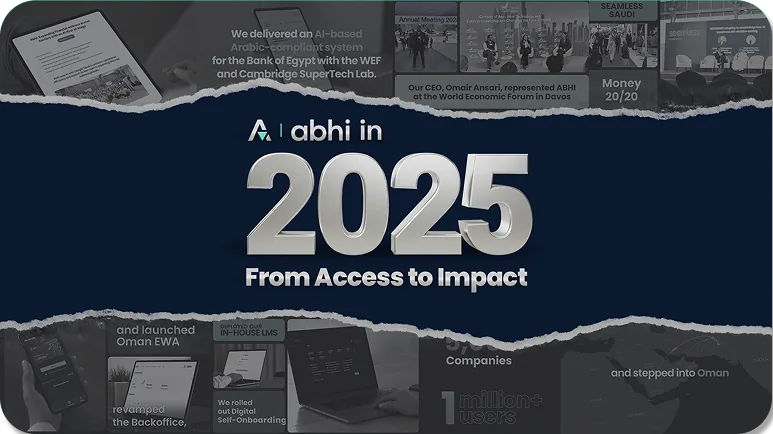 We delivered an AI-based
Arabic-compliant system
for the Bank of Egypt with the WEF
and Cambridge SuperTech Lab.
Annual Meeting 202
Our CEO, Omair Ansari, represented ABHI
at the World Economic Forum in Davos
SEAMLESS
SAUDI
Money
20/20
abhi in
2025
From Access to Impact
and launched
Oman EWA
revamped
the Backoffice,
DEPLOYED OUR
IN-HOUSE LMS
We rolled
out Digital
Self-Onboarding
Companies
1 million+
users
and stepped into Oman